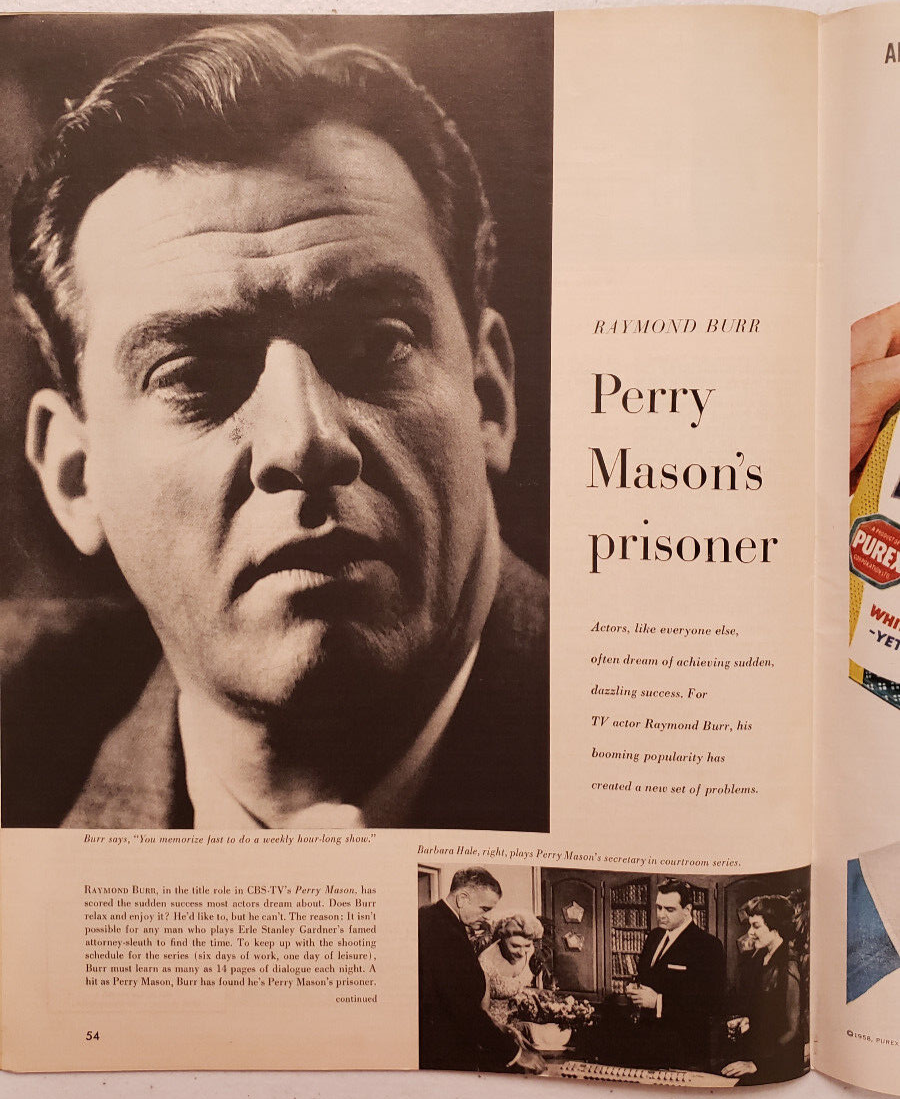 RAYMOND BURR
Perry
Mason's
prisoner
Actors, like everyone else,
often dream of achieving sudden,
dazzling success. For
TV actor Raymond Burr, his
booming popularity has
created a new set of problems.
Burr says, "You memorize fast to do a weekly hour-long show."
Barbara Hale, right, plays Perry Mason's secretary in courtroom series.
RAYMOND BURR, in the title role in CBS-TV's Perry Mason, has
scored the sudden success most actors dream about. Does Burr
relax and enjoy it? He'd like to, but he can't. The reason: It isn't
possible for any man who plays Erle Stanley Gardner's famed
attorney-sleuth to find the time. To keep up with the shooting
schedule for the series (six days of work, one day of leisure),
Burr must learn as many as 14 pages of dialogue each night. A
hit as Perry Mason, Burr has found he's Perry Mason's prisoner.
continued
54
A PRODUCT OF
PUREX
CORPORATION LTD.
WHI
-YET
©1958, PUREX